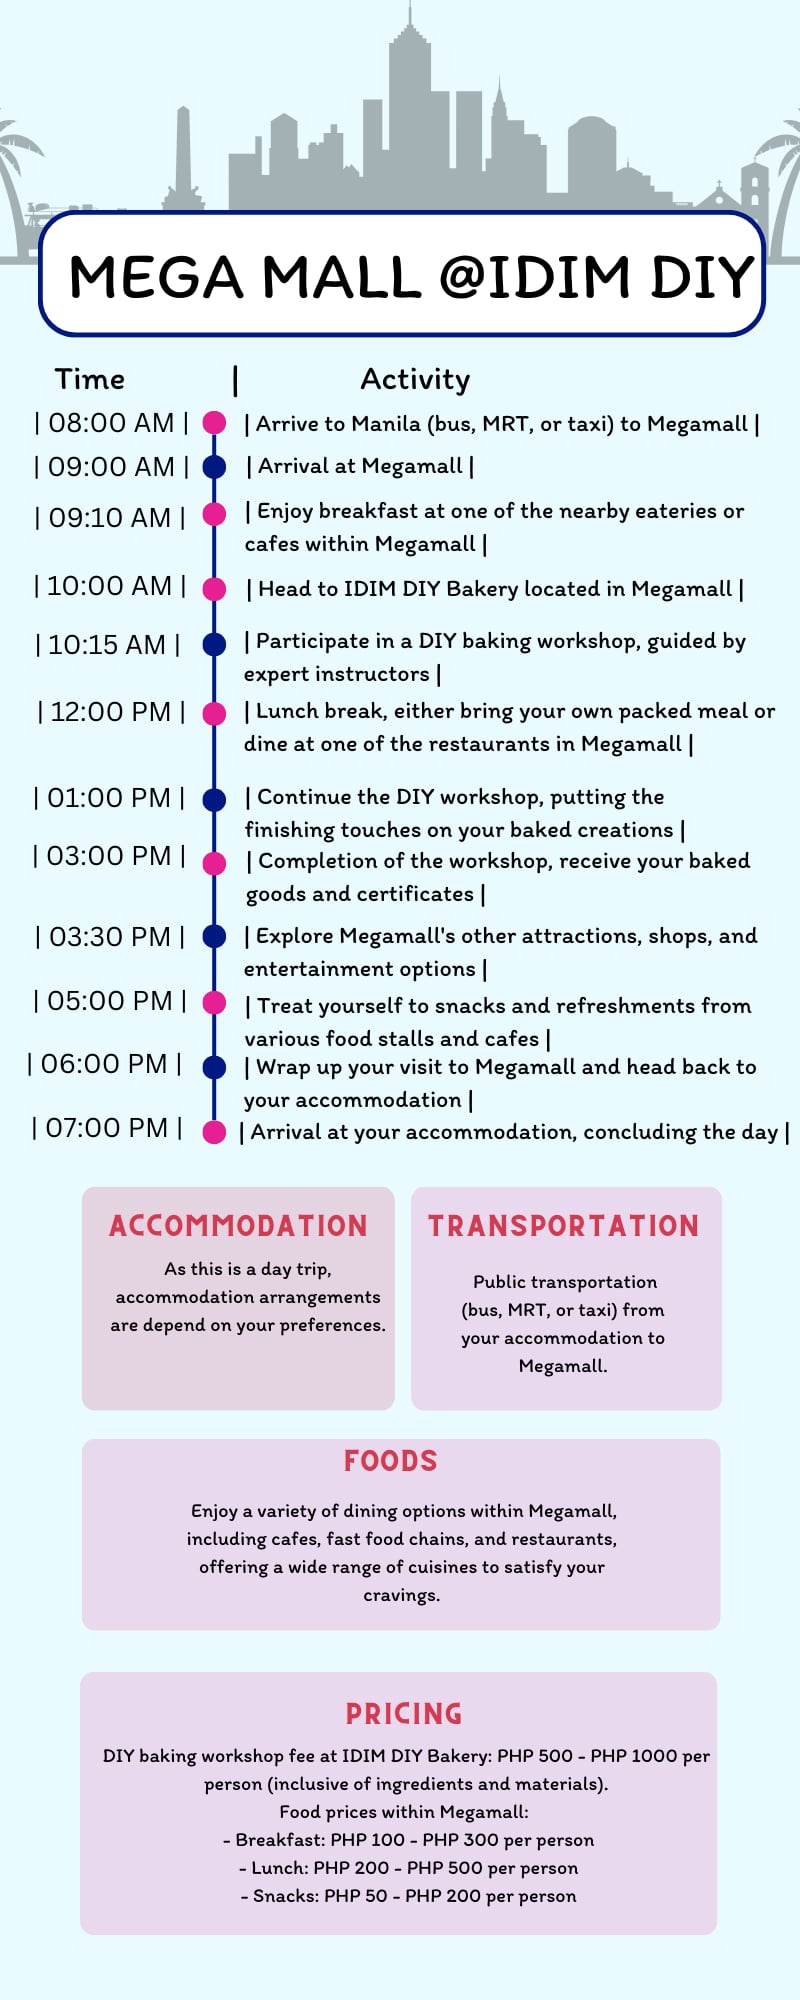 MEGA MALL @IDIM DIY
Time | Activity
| 08:00 AM | | Arrive to Manila (bus, MRT, or taxi) to Megamall |
| 09:00 AM | | Arrival at Megamall |
| 09:10 AM | | Enjoy breakfast at one of the nearby eateries or
cafes within Megamall |
| 10:00 AM | | Head to IDIM DIY Bakery located in Megamall |
| 10:15 AM | | Participate in a DIY baking workshop, guided by
expert instructors |
| 12:00 PM | | Lunch break, either bring your own packed meal or
dine at one of the restaurants in Megamall |
| 01:00 PM | | Continue the DIY workshop, putting the
finishing touches on your baked creations |
| 03:00 PM | | Completion of the workshop, receive your baked
goods and certificates |
| 03:30 PM | | Explore Megamall's other attractions, shops, and
entertainment options |
| 05:00 PM | | Treat yourself to snacks and refreshments from
various food stalls and cafes |
| 06:00 PM | | Wrap up your visit to Megamall and head back to
your accommodation |
| 07:00 PM | | Arrival at your accommodation, concluding the day |
ACCOMMODATION
As this is a day trip,
accommodation arrangements
are depend on your preferences.
TRANSPORTATION
Public transportation
(bus, MRT, or taxi) from
your accommodation to
Megamall.
FOODS
Enjoy a variety of dining options within Megamall,
including cafes, fast food chains, and restaurants,
offering a wide range of cuisines to satisfy your
cravings.
PRICING
DIY baking workshop fee at IDIM DIY Bakery: PHP 500 - PHP 1000 per
person (inclusive of ingredients and materials).
Food prices within Megamall:
- Breakfast: PHP 100 - PHP 300 per person
- Lunch: PHP 200 - PHP 500 per person
- Snacks: PHP 50 - PHP 200 per person